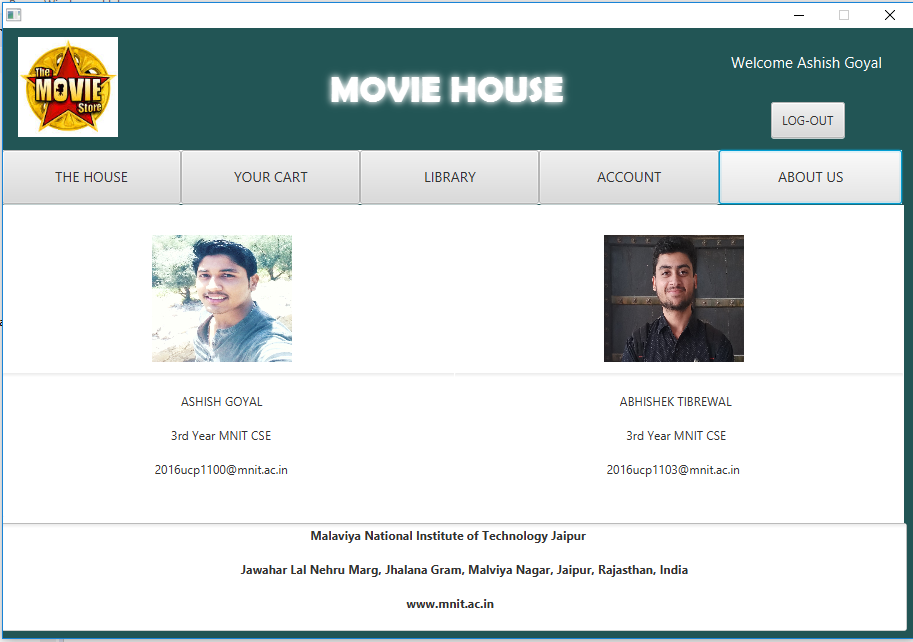 The
MOVIE
Store
MOVIE HOUSE
Welcome Ashish Goyal
LOG-OUT
THE HOUSE
YOUR CART
LIBRARY
ACCOUNT
ABOUT US
ASHISH GOYAL
ABHISHEK TIBREWAL
3rd Year MNIT CSE
3rd Year MNIT CSE
2016ucp1100@mnit.ac.in
2016ucp1103@mnit.ac.in
Malaviya National Institute of Technology Jaipur
Jawahar Lal Nehru Marg, Jhalana Gram, Malviya Nagar, Jaipur, Rajasthan, India
www.mnit.ac.in